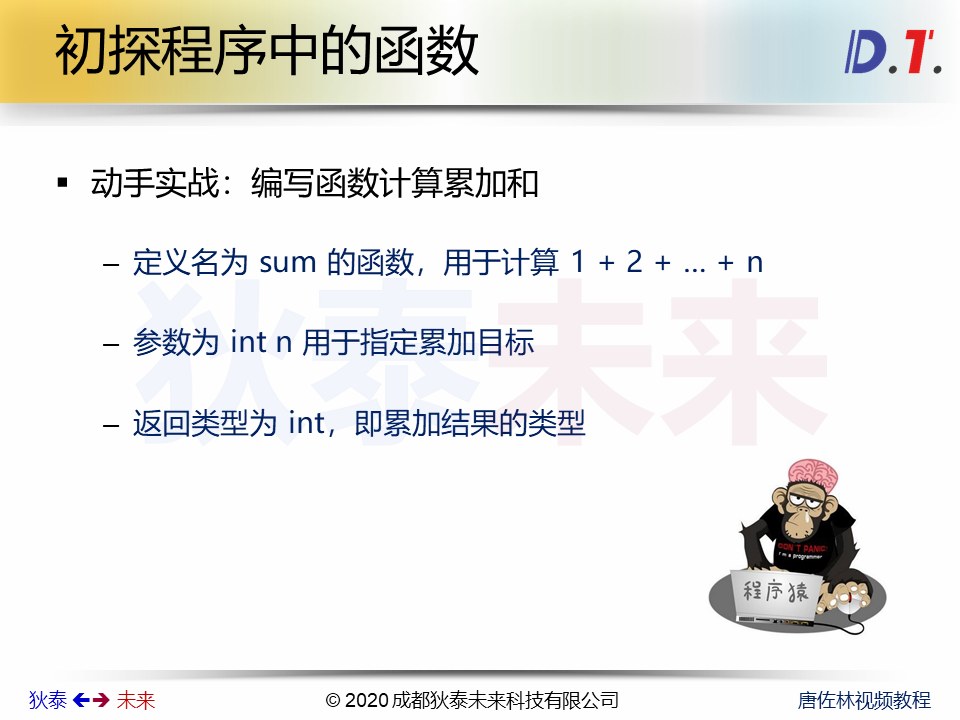 初探程序中的函数
D.T.
▪ 动手实战：编写函数计算累加和
– 定义名为 sum 的函数，用于计算 1 + 2 + … + n
– 参数为 int n 用于指定累加目标
– 返回类型为 int，即累加结果的类型
狄泰未来
DON'T PANIC
I'm a programmer
程序猿
狄泰 未来
© 2020 成都狄泰未来科技有限公司
唐佐林视频教程